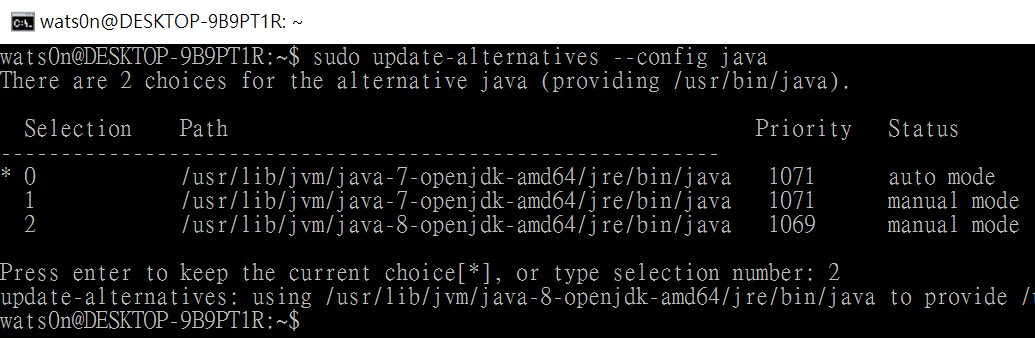 wats0n@DESKTOP-9B9PT1R: ~
wats0n@DESKTOP-9B9PT1R:~$ sudo update-alternatives --config java
There are 2 choices for the alternative java (providing /usr/bin/java).
Selection Path Priority Status
------------------------------------------------------------
* 0 /usr/lib/jvm/java-7-openjdk-amd64/jre/bin/java 1071 auto mode
1 /usr/lib/jvm/java-7-openjdk-amd64/jre/bin/java 1071 manual mode
2 /usr/lib/jvm/java-8-openjdk-amd64/jre/bin/java 1069 manual mode
Press enter to keep the current choice[*], or type selection number: 2
update-alternatives: using /usr/lib/jvm/java-8-openjdk-amd64/jre/bin/java to provide /
wats0n@DESKTOP-9B9PT1R:~$